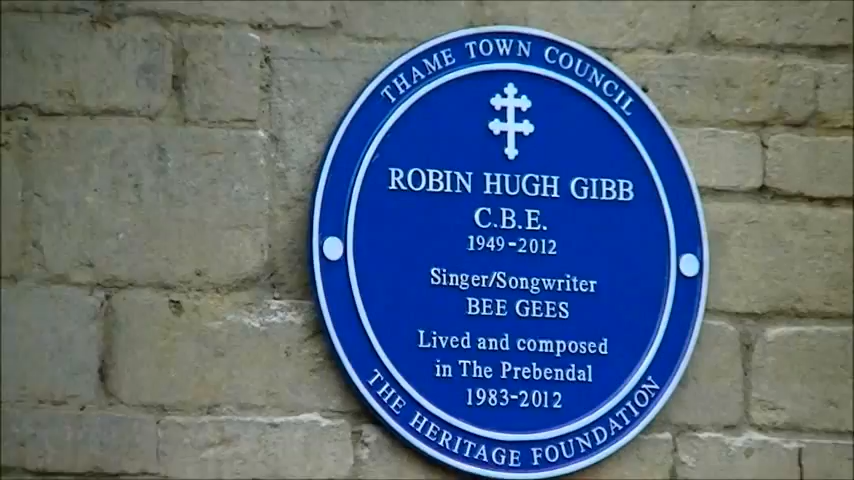 THAME TOWN COUNCIL
ROBIN HUGH GIBB
C.B.E.
1949-2012
Singer/Songwriter
BEE GEES
Lived and composed
in The Prebendal
1983-2012
THE HERITAGE FOUNDATION